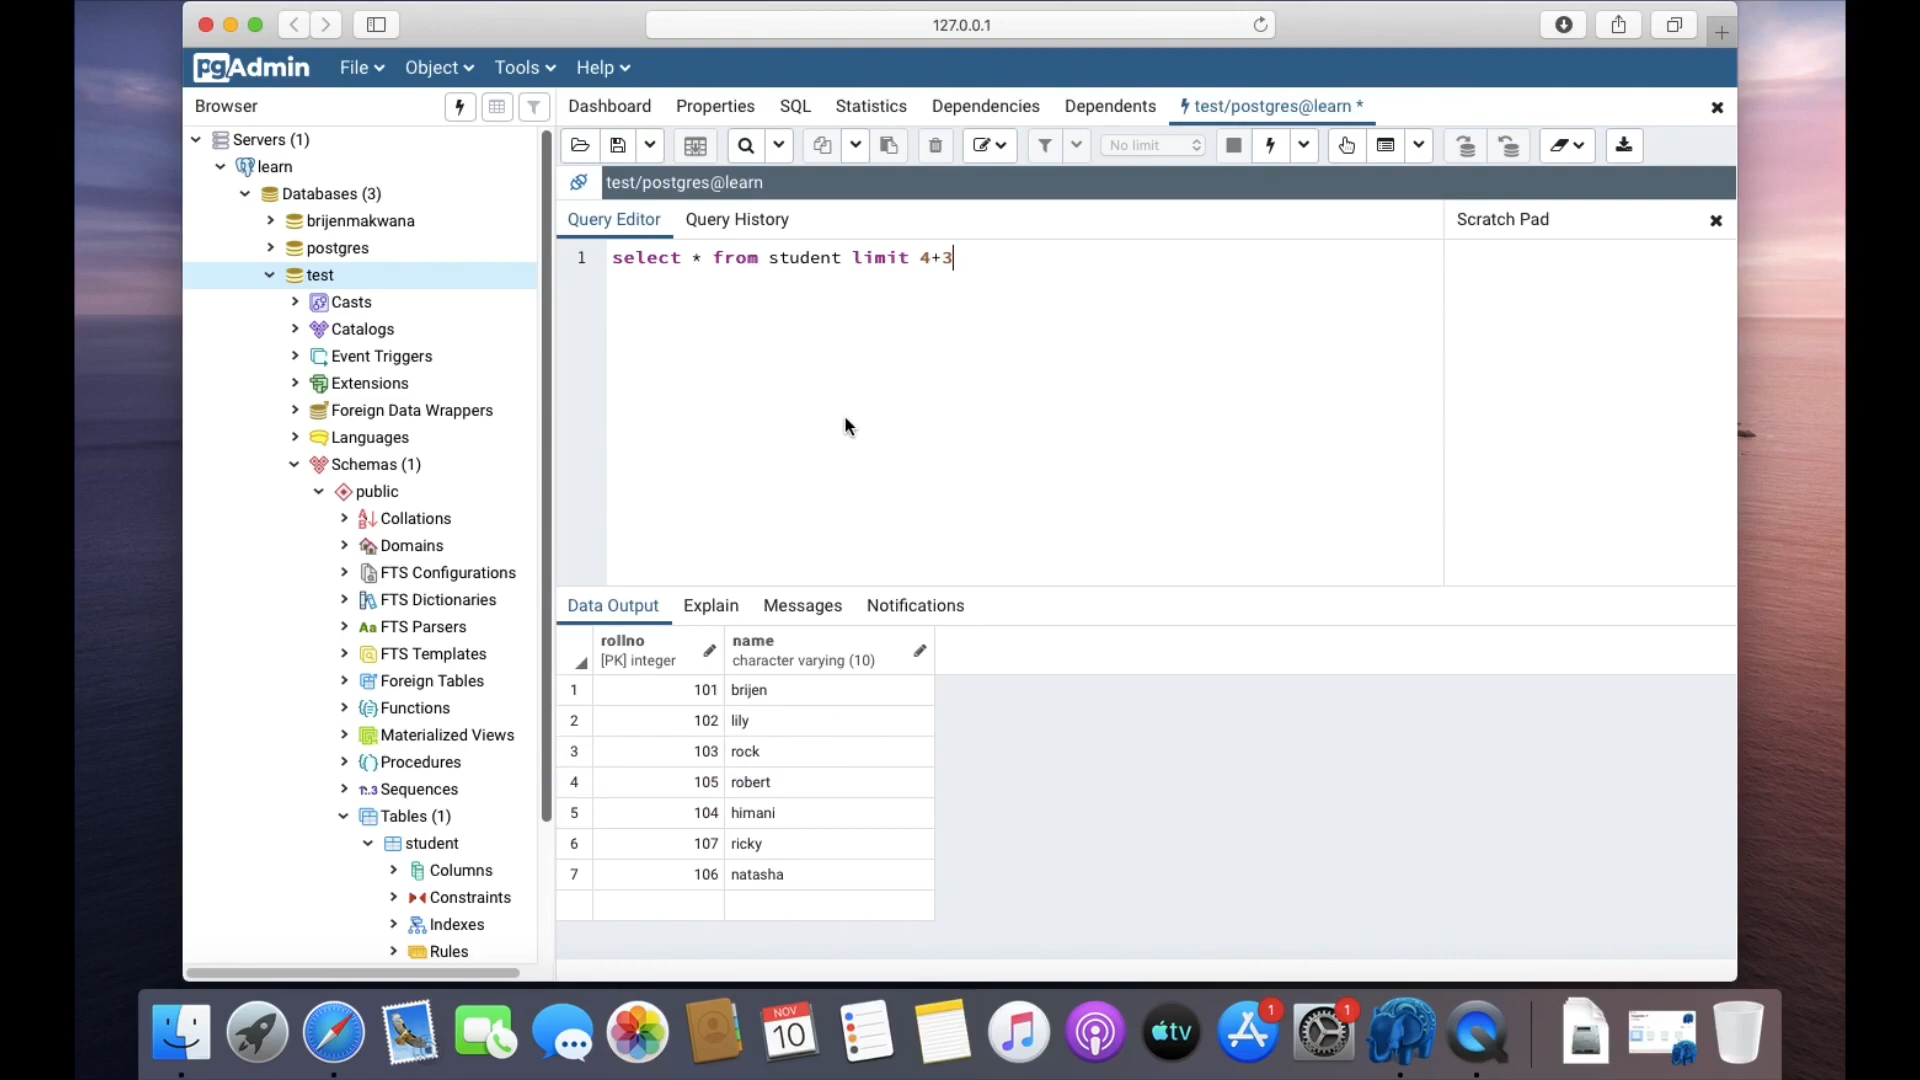 127.0.0.1
pgAdmin File Object Tools Help
Browser
Dashboard Properties SQL Statistics Dependencies Dependents test/postgres@learn *
No limit
test/postgres@learn
Query Editor Query History
Scratch Pad
1 select * from student limit 4+3
Servers (1)
learn
Databases (3)
brijenmakwana
postgres
test
Casts
Catalogs
Event Triggers
Extensions
Foreign Data Wrappers
Languages
Schemas (1)
public
Collations
Domains
FTS Configurations
FTS Dictionaries
Aa FTS Parsers
FTS Templates
Foreign Tables
Functions
Materialized Views
Procedures
1..3 Sequences
Tables (1)
student
Columns
Constraints
Indexes
Rules
Data Output Explain Messages Notifications
rollno name
[PK] integer character varying (10)
1 101 brijen
2 102 lily
3 103 rock
4 105 robert
5 104 himani
6 107 ricky
7 106 natasha
NOV
10
tv
1
1